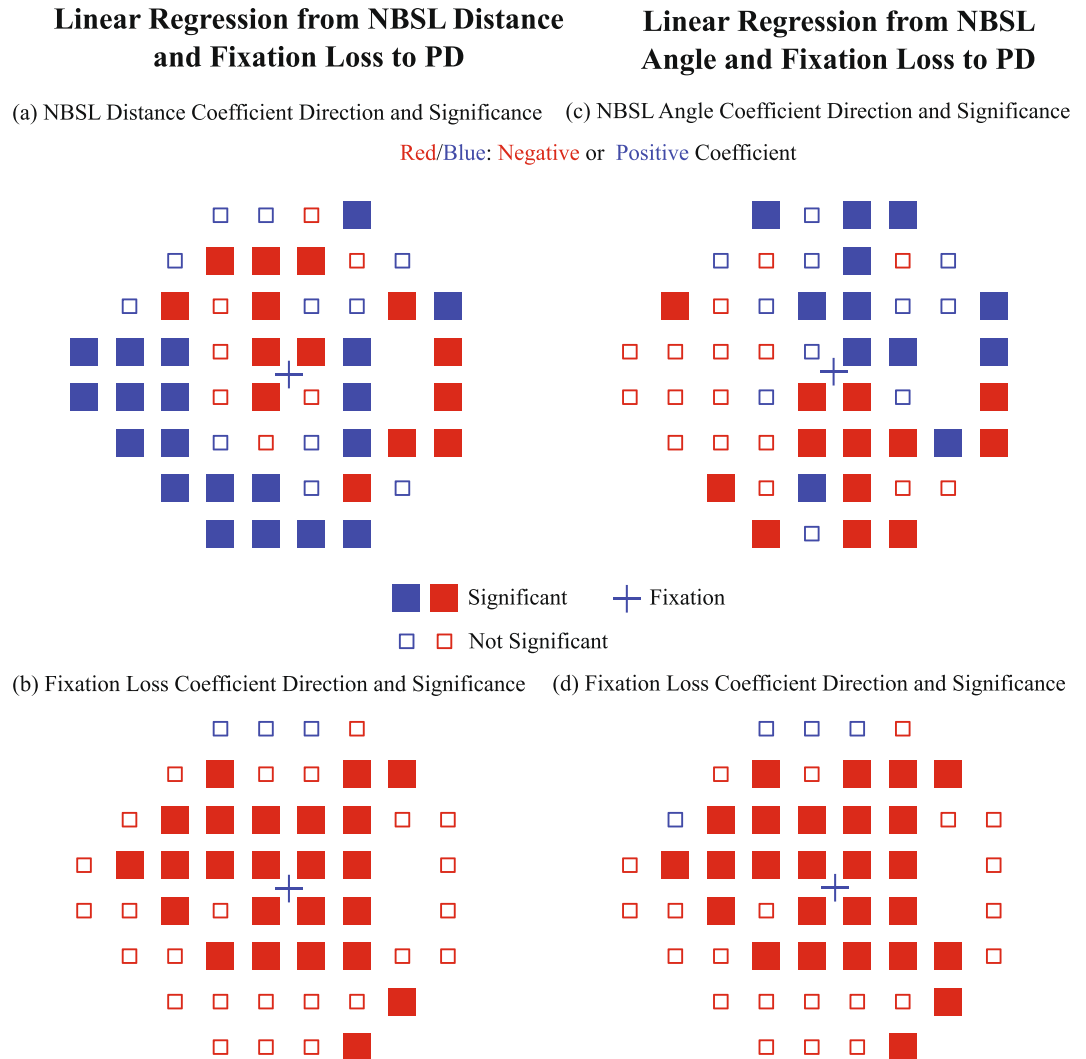 Linear Regression from NBSL Distance
and Fixation Loss to PD
Linear Regression from NBSL
Angle and Fixation Loss to PD
(a) NBSL Distance Coefficient Direction and Significance
(c) NBSL Angle Coefficient Direction and Significance
Red/Blue: Negative or Positive Coefficient
Significant
Fixation
Not Significant
(b) Fixation Loss Coefficient Direction and Significance
(d) Fixation Loss Coefficient Direction and Significance